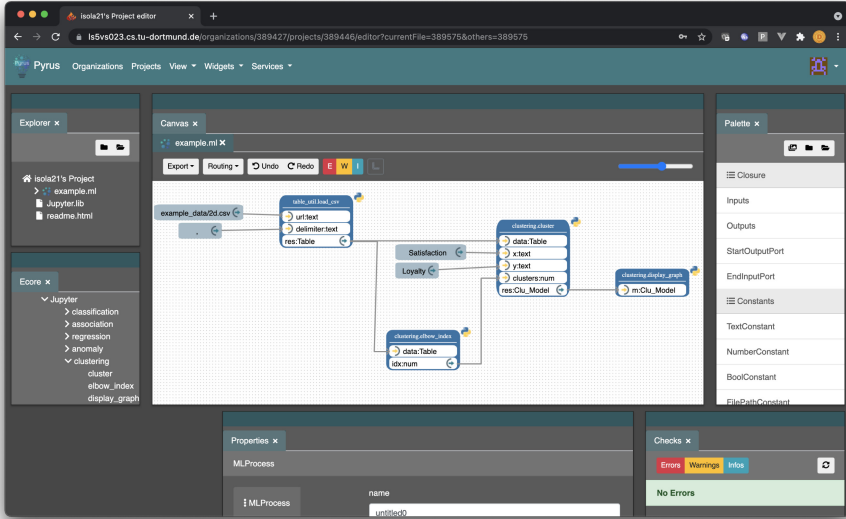 isola21's Project editor
ls5vs023.cs.tu-dortmund.de/organizations/389427/projects/389446/editor?currentFile=389575&others=389575
Pyrus Organizations Projects View Widgets Services
Explorer
isola21's Project
example.ml
Jupyter.lib
readme.html
Ecore
Jupyter
classification
association
regression
anomaly
clustering
cluster
elbow_index
display_graph
Canvas
example.ml
Export Routing Undo Redo E W I
example_data/2d.csv
,
table_util.load_csv
url:text
delimiter:text
res:Table
Satisfaction
Loyalty
clustering.cluster
data:Table
x:text
y:text
clusters:num
res:Clu_Model
clustering.display_graph
m:Clu_Model
clustering.elbow_index
data:Table
idx:num
Palette
Closure
Inputs
Outputs
StartOutputPort
EndInputPort
Constants
TextConstant
NumberConstant
BoolConstant
FilePathConstant
Properties
MLProcess
MLProcess
name
untitled0
Checks
Errors Warnings Infos
No Errors